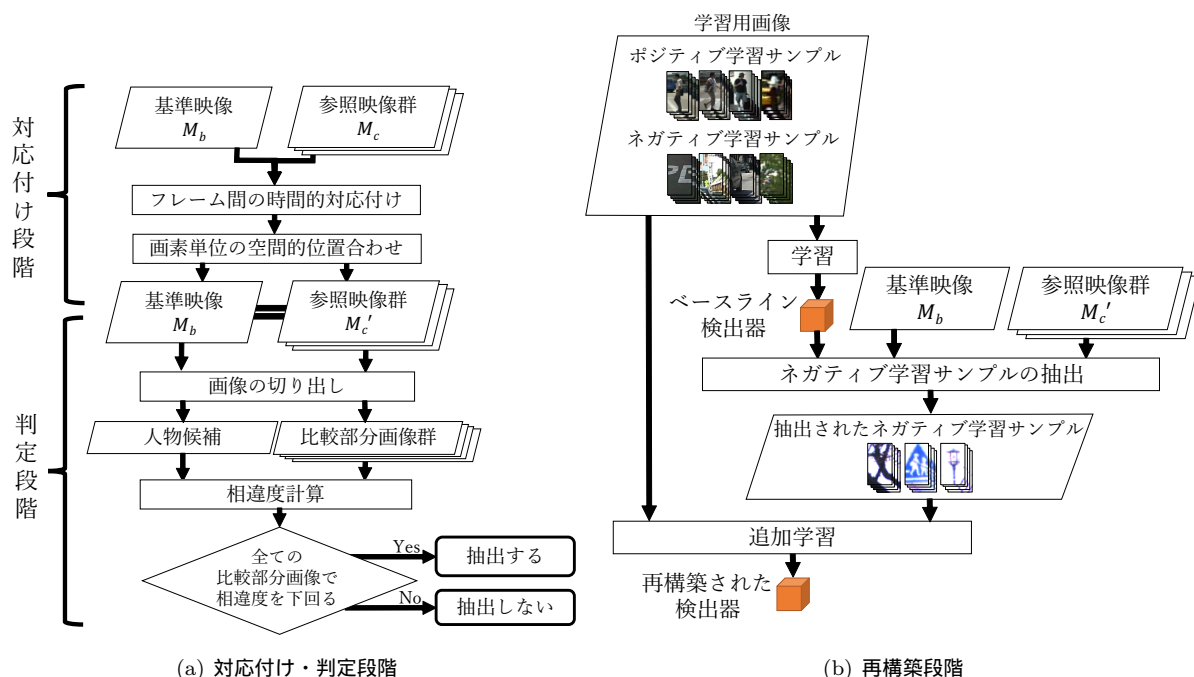 対応付け段階
基準映像
M_b
参照映像群
M_c
フレーム間の時間的対応付け
画素単位の空間的位置合わせ
基準映像
M_b
参照映像群
M_c′
判定段階
画像の切り出し
人物候補
比較部分画像群
相違度計算
全ての
比較部分画像で
相違度を下回る
Yes
抽出する
No
抽出しない
(a) 対応付け・判定段階
学習用画像
ポジティブ学習サンプル
ネガティブ学習サンプル
学習
ベースライン
検出器
基準映像
M_b
参照映像群
M_c′
ネガティブ学習サンプルの抽出
抽出されたネガティブ学習サンプル
追加学習
再構築された
検出器
(b) 再構築段階